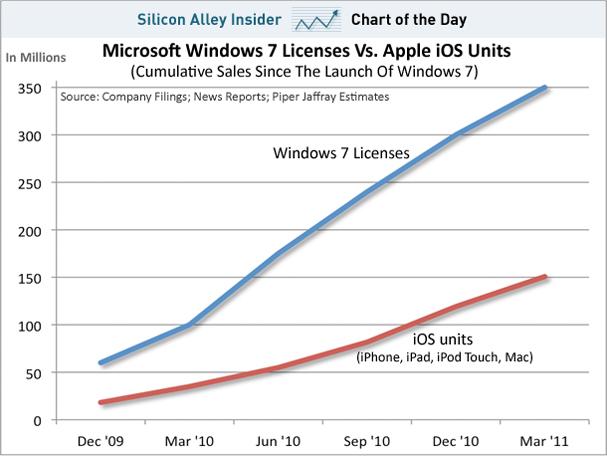 Silicon Alley Insider Chart of the Day
In Millions
Microsoft Windows 7 Licenses Vs. Apple iOS Units
(Cumulative Sales Since The Launch Of Windows 7)
350
Source: Company Filings; News Reports; Piper Jaffray Estimates
300
Windows 7 Licenses
250
200
150
100
iOS units
(iPhone, iPad, iPod Touch, Mac)
50
0
Dec '09 Mar '10 Jun '10 Sep '10 Dec '10 Mar '11